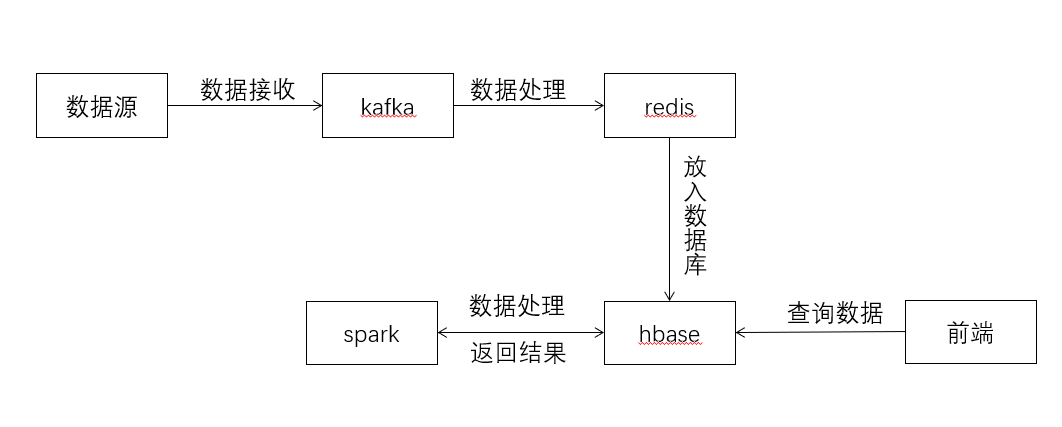 数据源
数据接收
kafka
数据处理
redis
放入数据库
spark
数据处理
返回结果
hbase
查询数据
前端